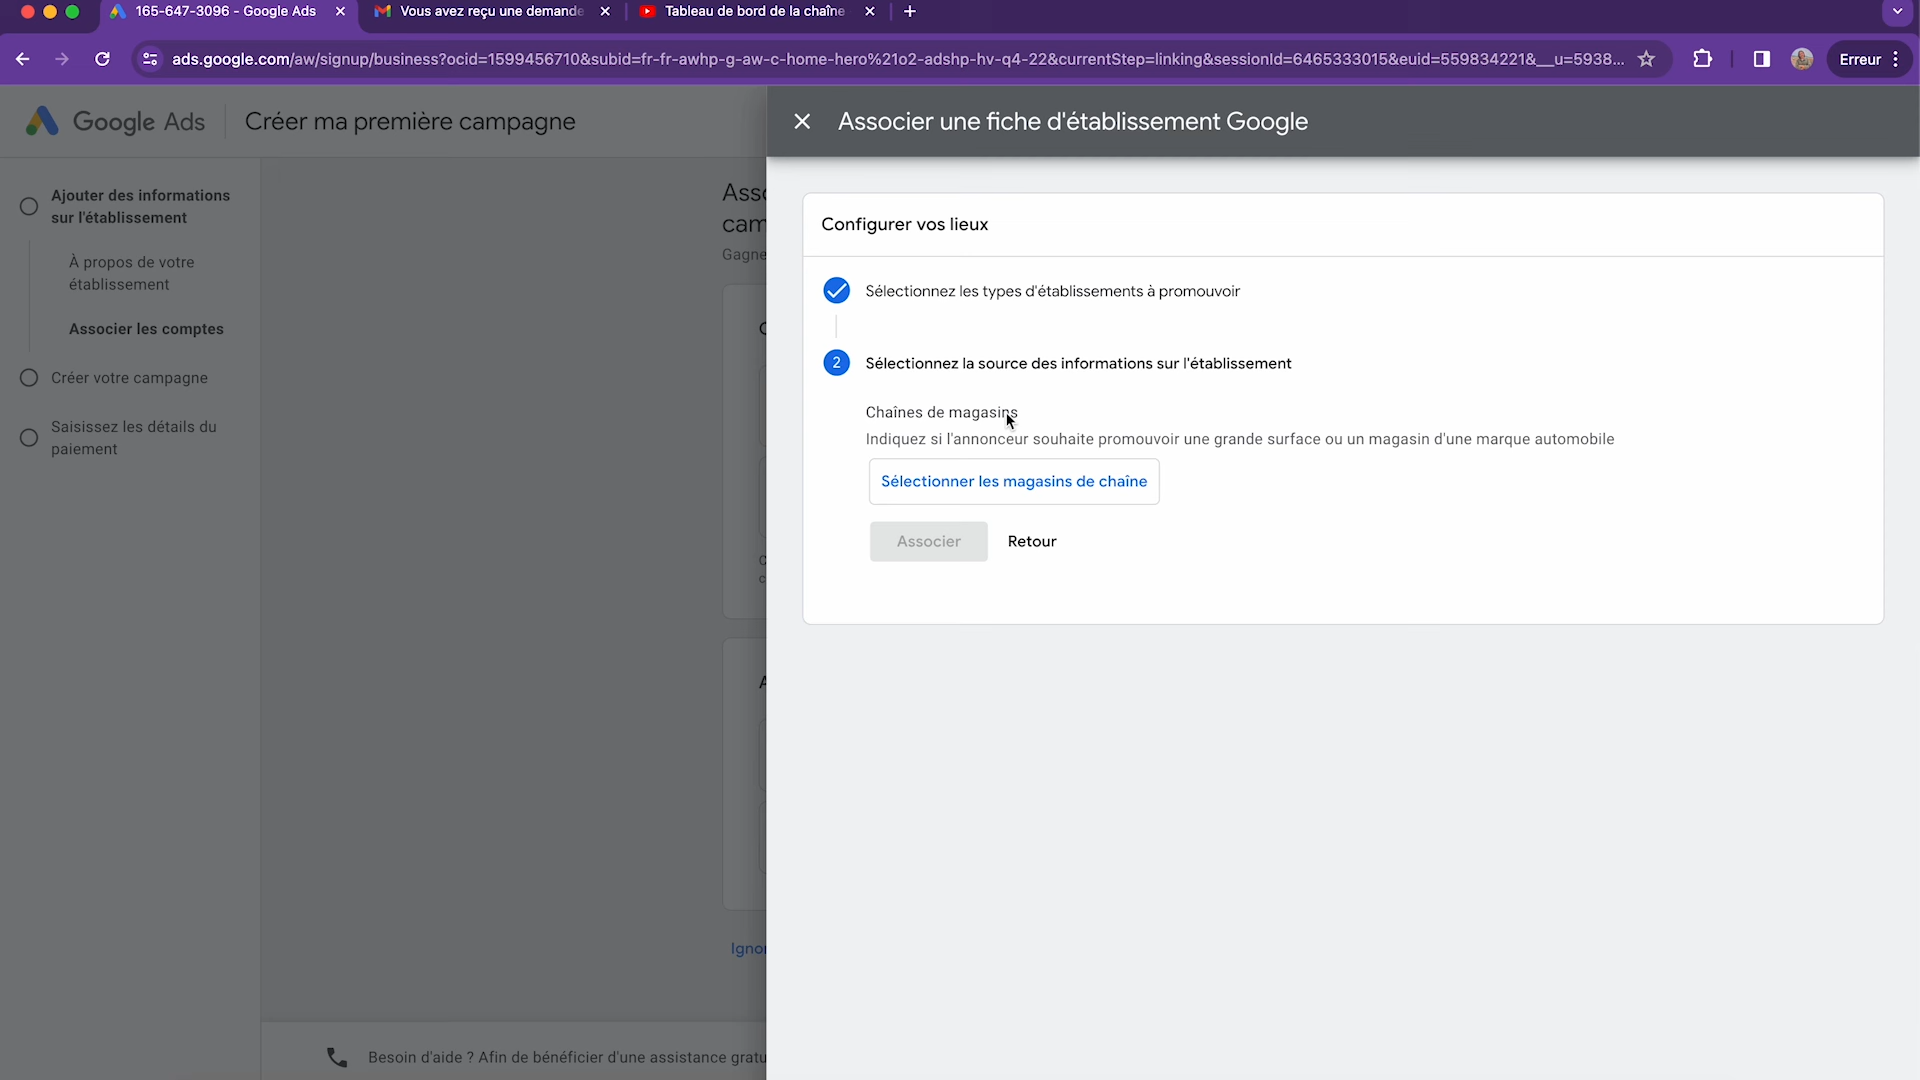 165-647-3096 - Google Ads
Vous avez reçu une demande
Tableau de bord de la chaîne
ads.google.com/aw/signup/business?ocid=1599456710&subid=fr-fr-awhp-g-aw-c-home-hero%21o2-adshp-hv-q4-22&currentStep=linking&sessionId=6465333015&euid=559834221&__u=5938...
Erreur
Google Ads
Créer ma première campagne
Associer une fiche d'établissement Google
Ajouter des informations
sur l'établissement
À propos de votre
établissement
Associer les comptes
Créer votre campagne
Saisissez les détails du
paiement
Gagne
Configurer vos lieux
Sélectionnez les types d'établissements à promouvoir
2 Sélectionnez la source des informations sur l'établissement
Chaînes de magasins
Indiquez si l'annonceur souhaite promouvoir une grande surface ou un magasin d'une marque automobile
Sélectionner les magasins de chaîne
Associer
Retour
Besoin d'aide ? Afin de bénéficier d'une assistance gratu